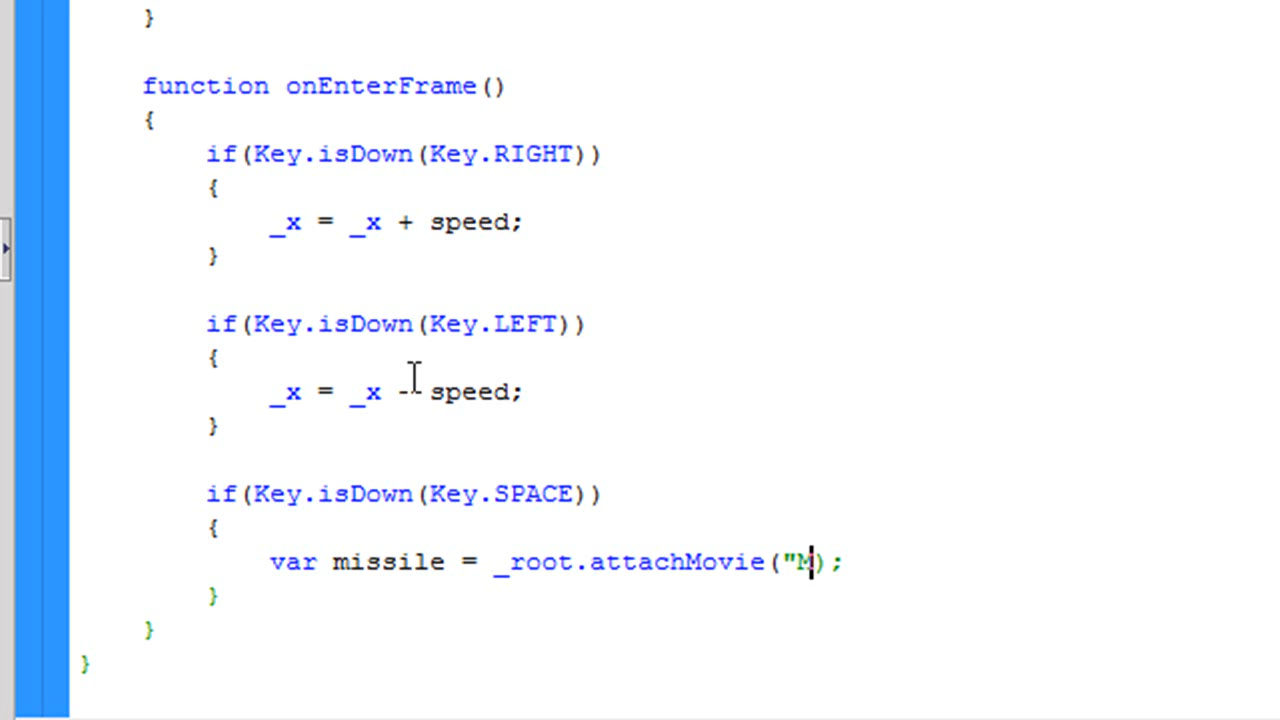 }
function onEnterFrame()
{
if(Key.isDown(Key.RIGHT))
{
_x = _x + speed;
}
if(Key.isDown(Key.LEFT))
{
_x = _x - speed;
}
if(Key.isDown(Key.SPACE))
{
var missile = _root.attachMovie("M);
}
}
}